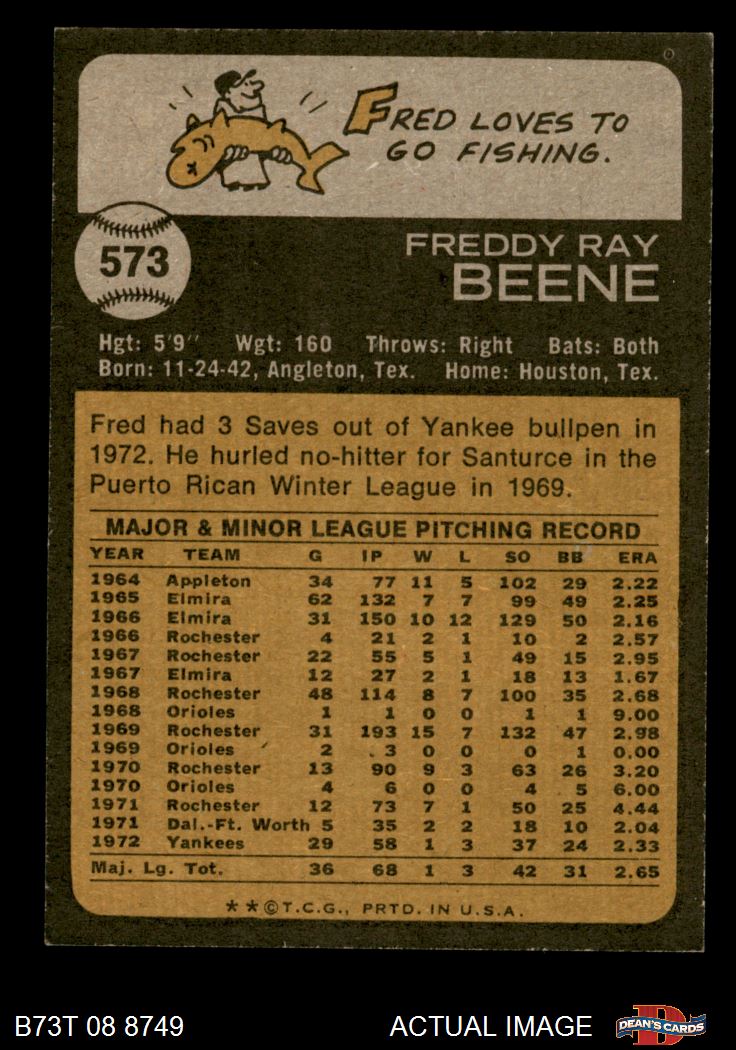 FRED LOVES TO
GO FISHING.
573
FREDDY RAY
BEENE
Hgt: 5'9" Wgt: 160 Throws: Right Bats: Both
Born: 11-24-42, Angleton, Tex. Home: Houston, Tex.
Fred had 3 Saves out of Yankee bullpen in
1972. He hurled no-hitter for Santurce in the
Puerto Rican Winter League in 1969.
MAJOR & MINOR LEAGUE PITCHING RECORD
YEAR TEAM G IP W L SO BB ERA
1964 Appleton 34 77 11 5 102 29 2.22
1965 Elmira 62 132 7 7 99 49 2.25
1966 Elmira 31 150 10 12 129 50 2.16
1966 Rochester 4 21 2 1 10 2 2.57
1967 Rochester 22 55 5 1 49 15 2.95
1967 Elmira 12 27 2 1 18 13 1.67
1968 Rochester 48 114 8 7 100 35 2.68
1968 Orioles 1 1 0 0 1 1 9.00
1969 Rochester 31 193 15 7 132 47 2.98
1969 Orioles 2 3 0 0 0 1 0.00
1970 Rochester 13 90 9 3 63 26 3.20
1970 Orioles 4 6 0 0 4 5 6.00
1971 Rochester 12 73 7 1 50 25 4.44
1971 Dal.-Ft. Worth 5 35 2 2 18 10 2.04
1972 Yankees 29 58 1 3 37 24 2.33
Maj. Lg. Tot. 36 68 1 3 42 31 2.65
**©T.C.G., PRTD. IN U.S.A.
B73T 08 8749 ACTUAL IMAGE D DEAN'S CARDS